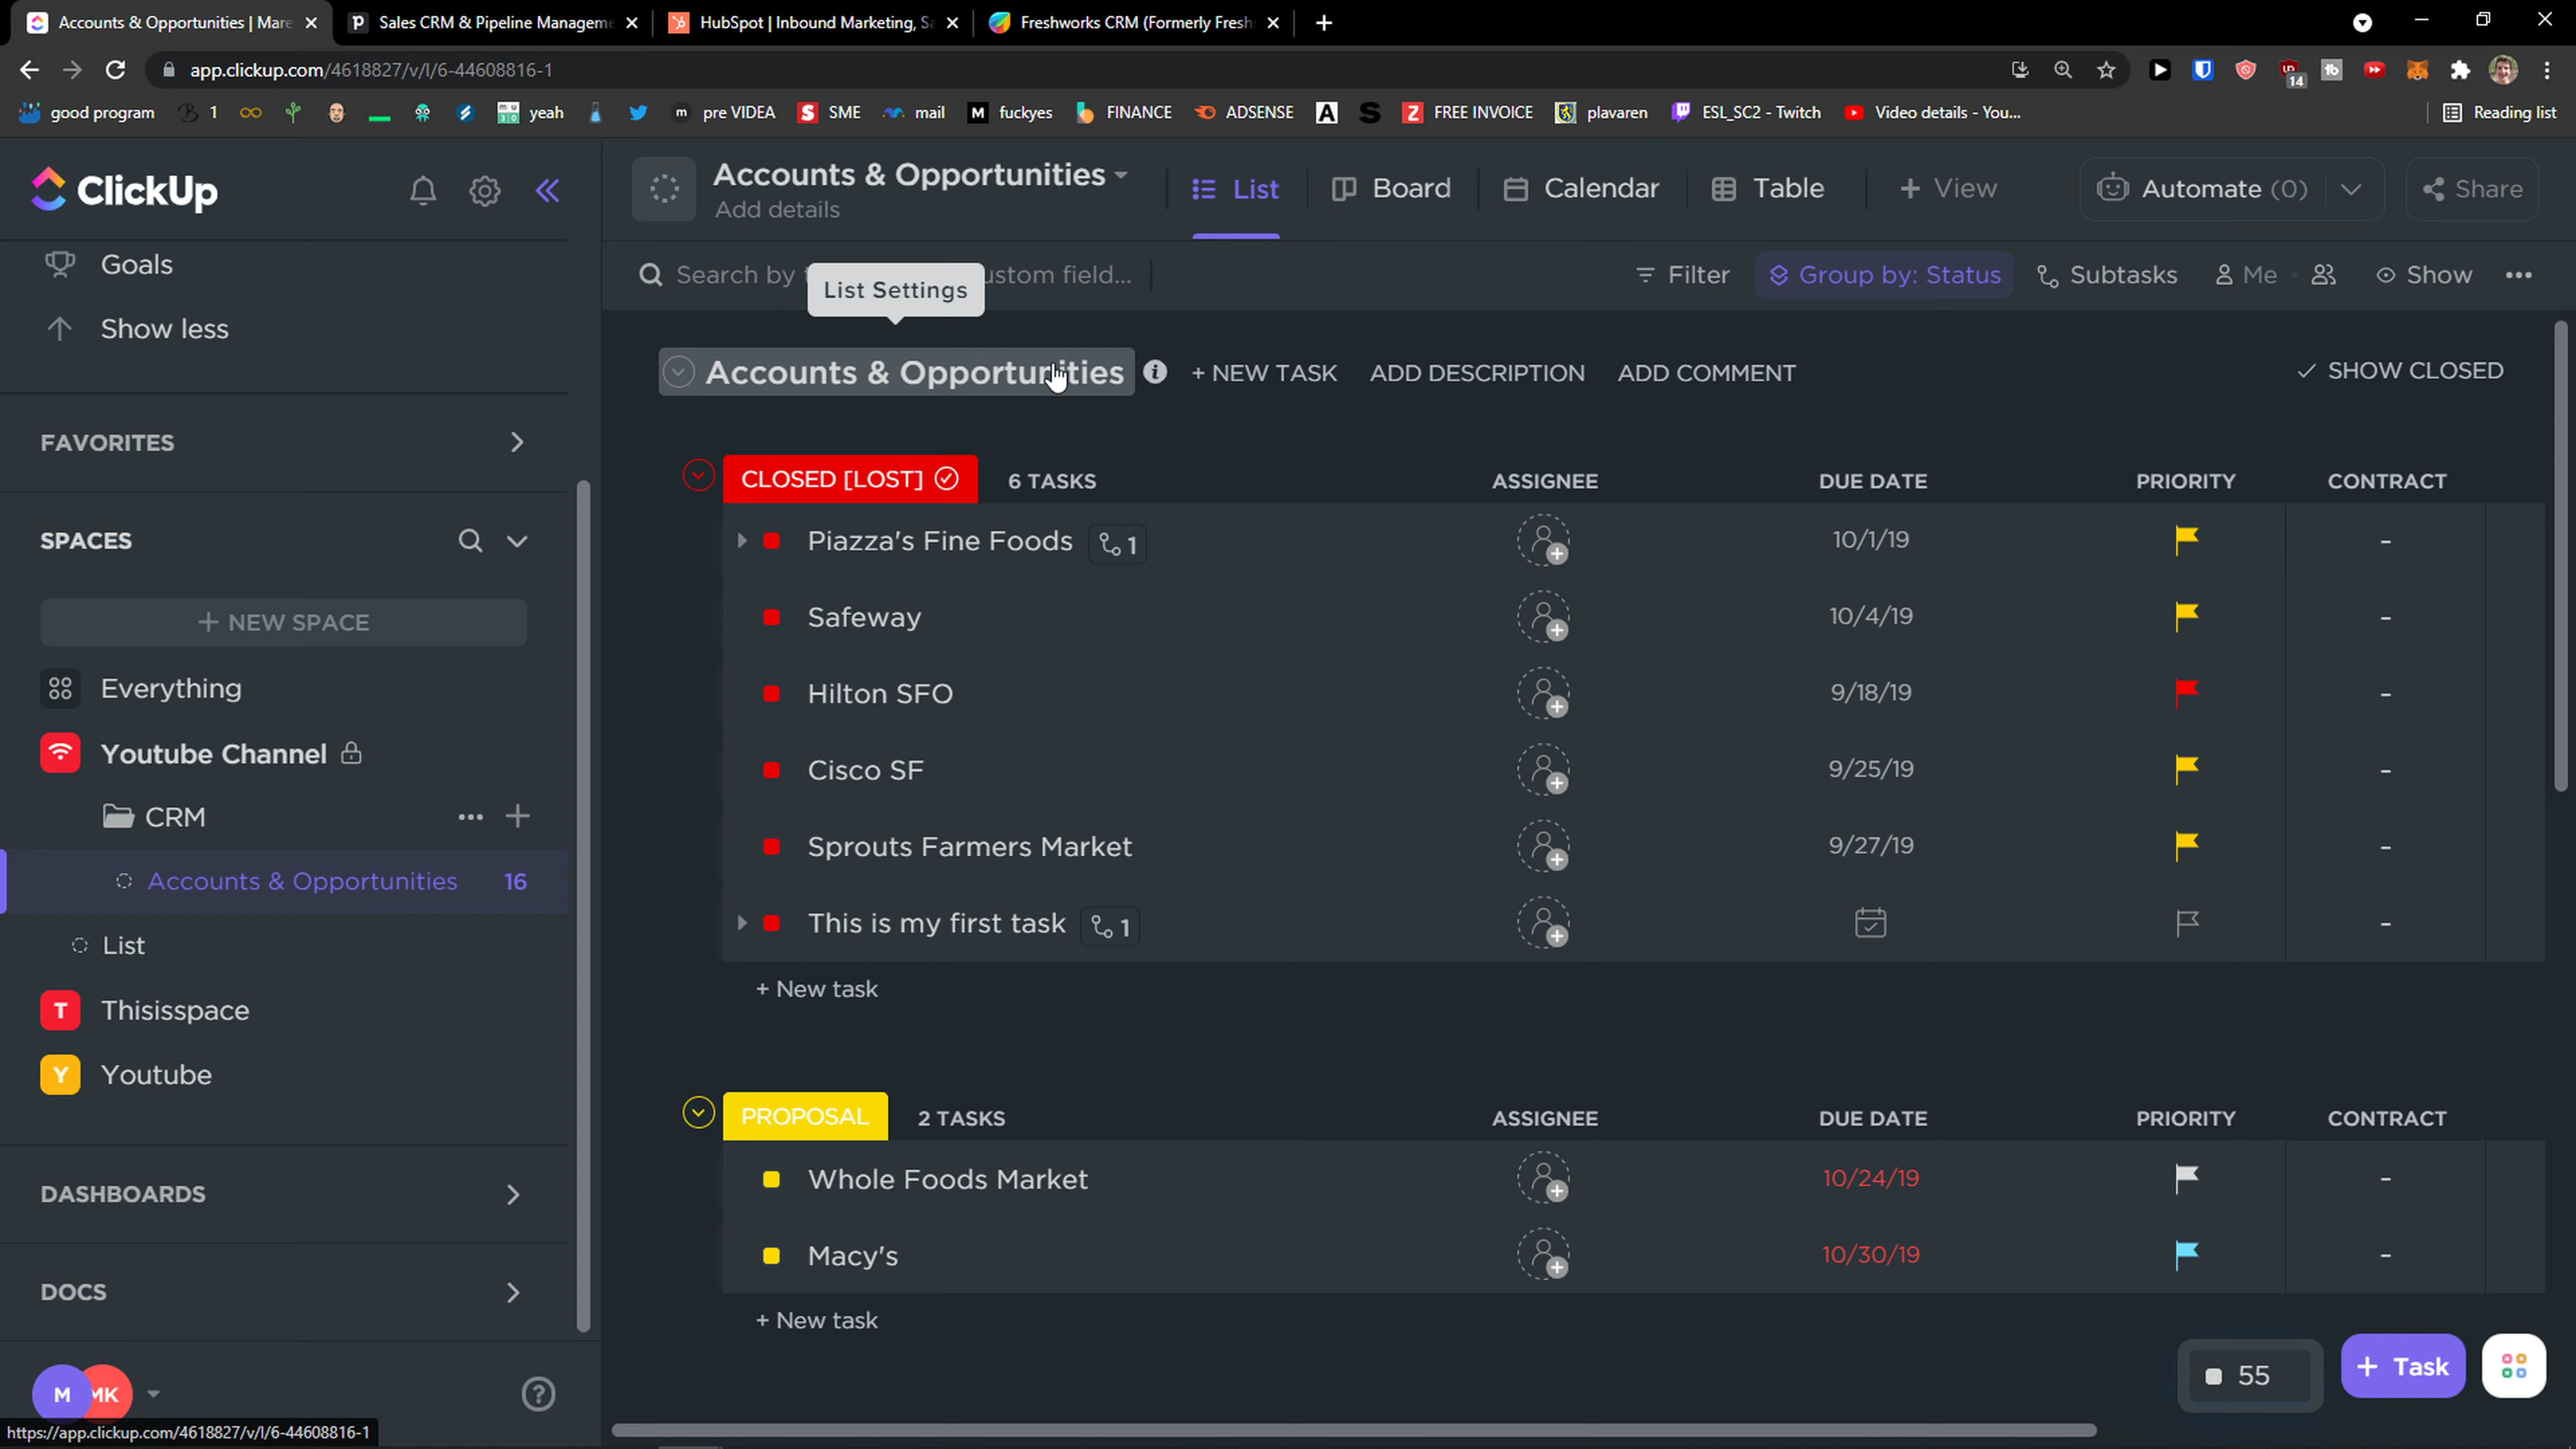 Accounts & Opportunities | Mare
Sales CRM & Pipeline Manageme
HubSpot | Inbound Marketing, Sa
Freshworks CRM (Formerly Fresh
app.clickup.com/4618827/v/l/6-44608816-1
14
good program
1
yeah
pre VIDEA
SME
mail
fuckyes
FINANCE
ADSENSE
FREE INVOICE
plavaren
ESL_SC2 - Twitch
Video details - You...
Reading list
ClickUp
Accounts & Opportunities
Add details
List
Board
Calendar
Table
+ View
Automate (0)
Share
Goals
Show less
FAVORITES
SPACES
+ NEW SPACE
Everything
Youtube Channel
CRM
Accounts & Opportunities 16
List
T Thisisspace
Y Youtube
DASHBOARDS
DOCS
M MK
https://app.clickup.com/4618827/v/l/6-44608816-1
Search by t
ustom field...
List Settings
Filter
Group by: Status
Subtasks
Me
Show
Accounts & Opportunities
+ NEW TASK
ADD DESCRIPTION
ADD COMMENT
SHOW CLOSED
CLOSED [LOST] 6 TASKS ASSIGNEE DUE DATE PRIORITY CONTRACT
Piazza's Fine Foods 1 10/1/19 -
Safeway 10/4/19 -
Hilton SFO 9/18/19 -
Cisco SF 9/25/19 -
Sprouts Farmers Market 9/27/19 -
This is my first task 1 -
+ New task
PROPOSAL 2 TASKS ASSIGNEE DUE DATE PRIORITY CONTRACT
Whole Foods Market 10/24/19 -
Macy's 10/30/19 -
+ New task
55
+ Task